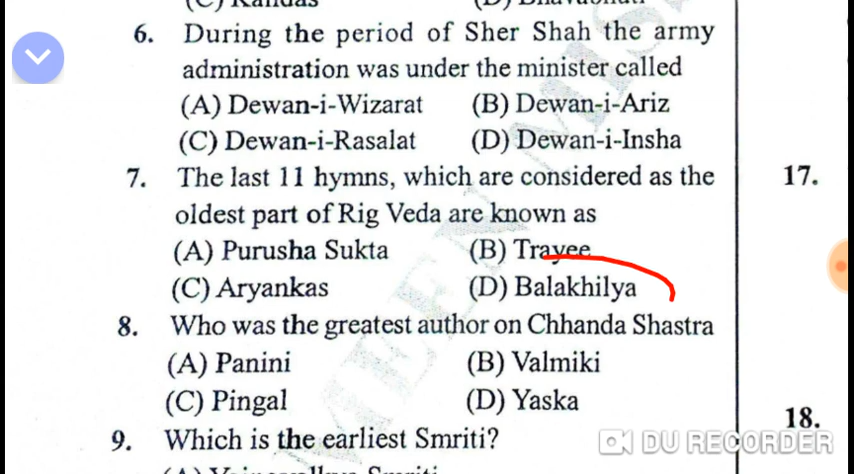 (C) Kandas (D) Bhavabhuti
6. During the period of Sher Shah the army
administration was under the minister called
(A) Dewan-i-Wizarat (B) Dewan-i-Ariz
(C) Dewan-i-Rasalat (D) Dewan-i-Insha
7. The last 11 hymns, which are considered as the
oldest part of Rig Veda are known as
(A) Purusha Sukta (B) Trayee
(C) Aryankas (D) Balakhilya
8. Who was the greatest author on Chhanda Shastra
(A) Panini (B) Valmiki
(C) Pingal (D) Yaska
9. Which is the earliest Smriti?
17.
18.
DU RECORDER